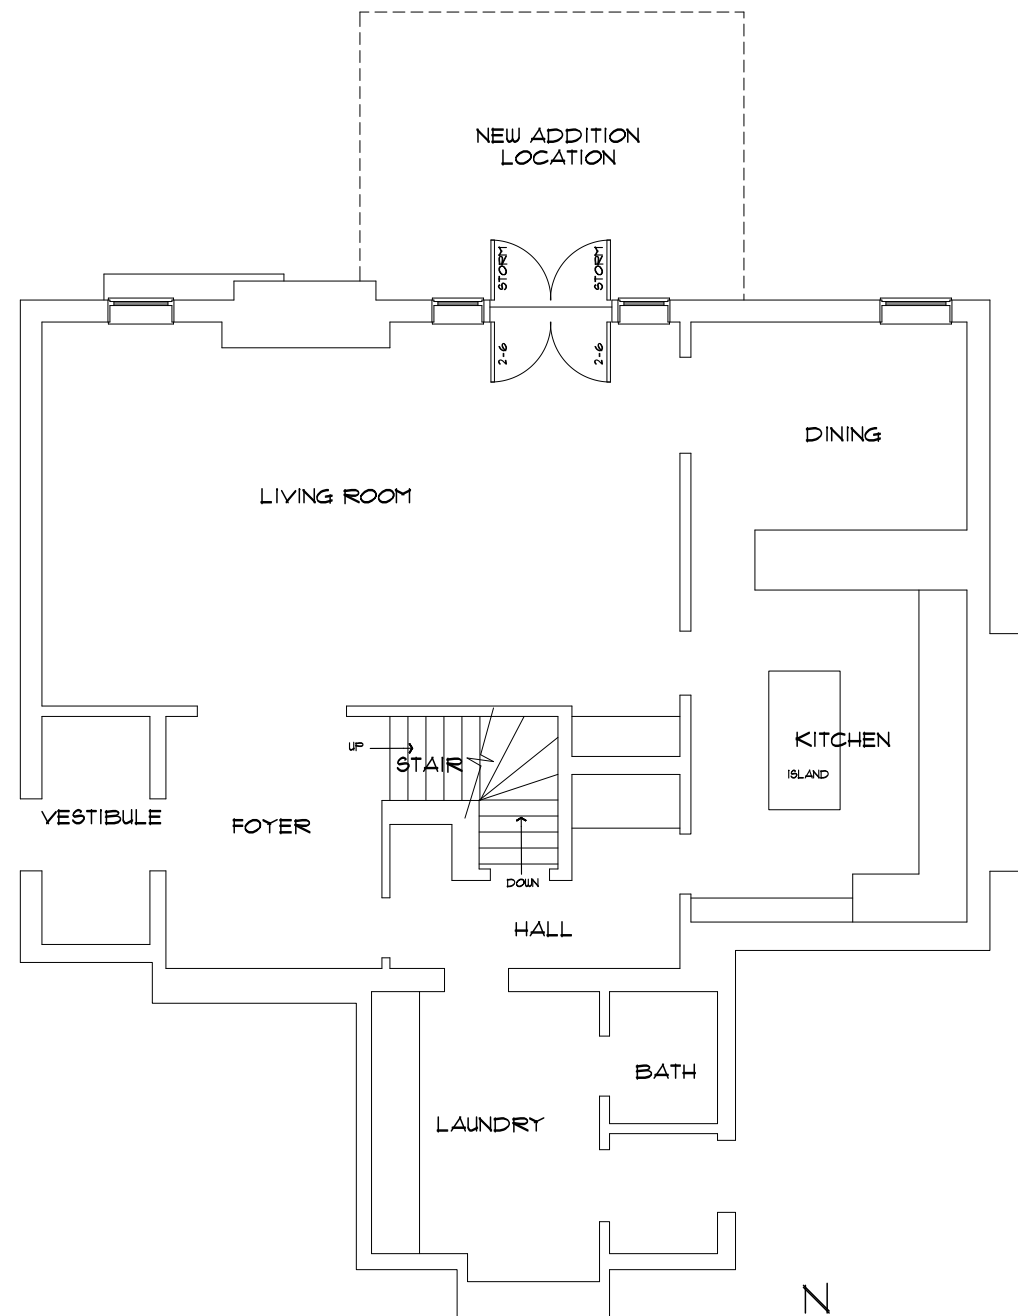 NEW ADDITION
LOCATION
STORM
STORM
2-6
2-6
DINING
LIVING ROOM
UP
STAIR
KITCHEN
ISLAND
VESTIBULE
FOYER
DOWN
HALL
BATH
LAUNDRY
N